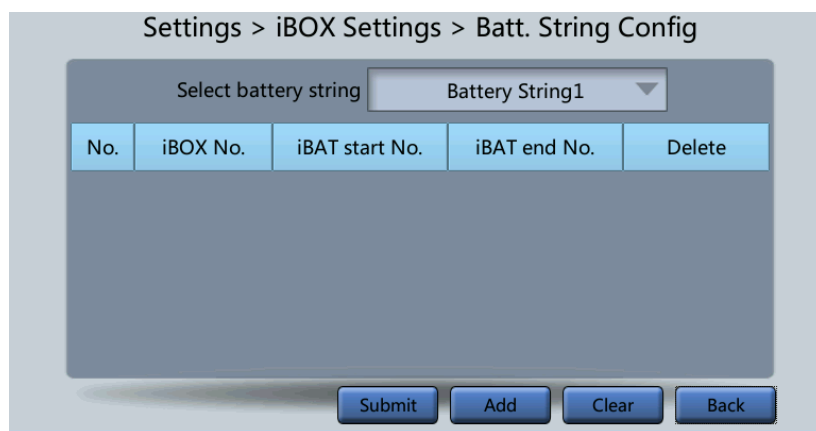 Settings > iBOX Settings > Batt. String Config
Select battery string Battery String1
No. iBOX No. iBAT start No. iBAT end No. Delete
Submit Add Clear Back